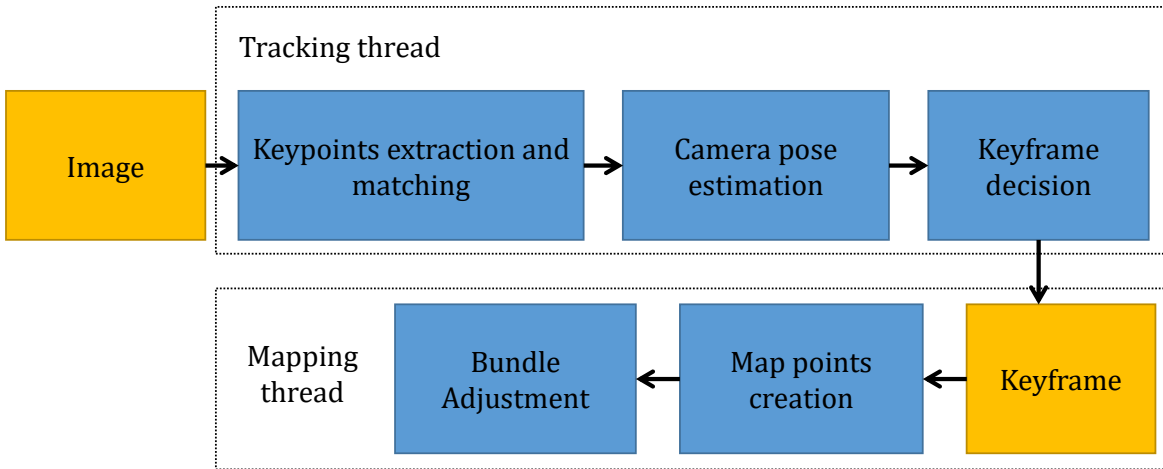 Tracking thread
Image
Keypoints extraction and
matching
Camera pose
estimation
Keyframe
decision
Mapping
thread
Bundle
Adjustment
Map points
creation
Keyframe